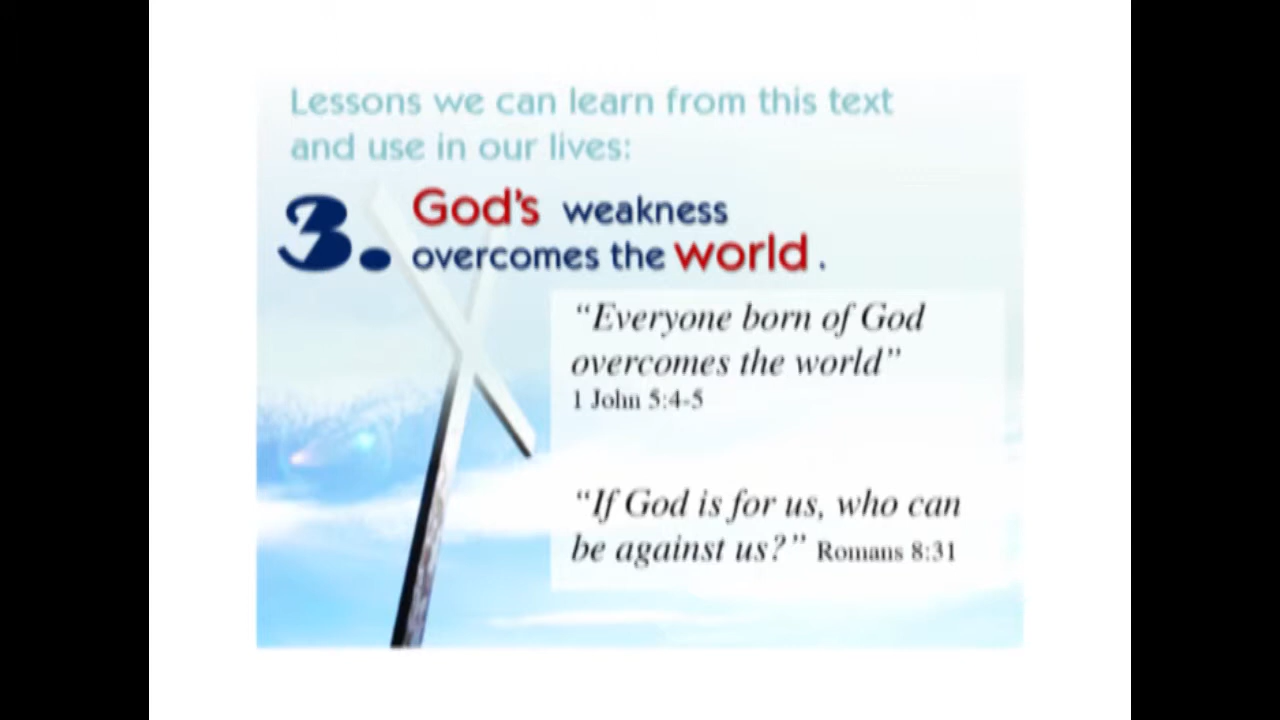 Lessons we can learn from this text
and use in our lives:
3. God's weakness
overcomes the world .
“Everyone born of God
overcomes the world”
1 John 5:4-5
“If God is for us, who can
be against us?” Romans 8:31